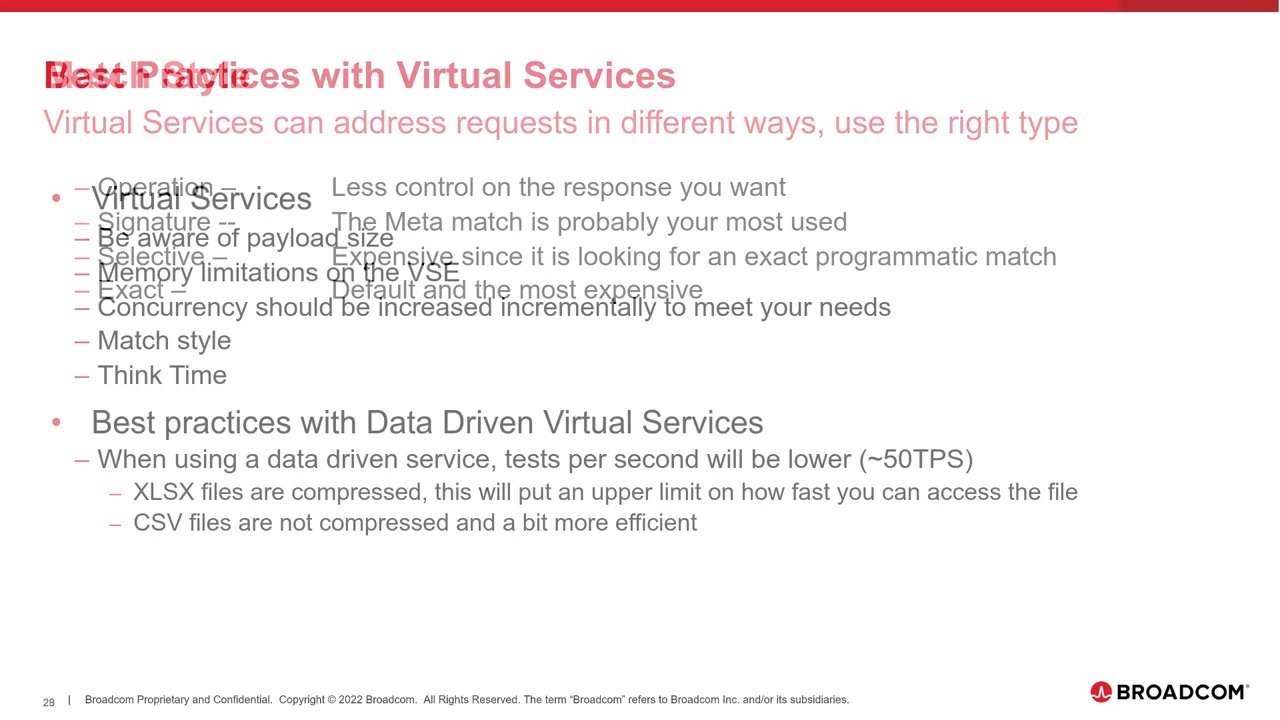 Best Practices with Virtual Services
Match Style
Virtual Services can address requests in different ways, use the right type
• Virtual Services
– Be aware of payload size
– Memory limitations on the VSE
– Concurrency should be increased incrementally to meet your needs
– Match style
– Think Time
– Operation – Less control on the response you want
– Signature -- The Meta match is probably your most used
– Selective – Expensive since it is looking for an exact programmatic match
– Exact – Default and the most expensive
• Best practices with Data Driven Virtual Services
– When using a data driven service, tests per second will be lower (~50TPS)
– XLSX files are compressed, this will put an upper limit on how fast you can access the file
– CSV files are not compressed and a bit more efficient
| Broadcom Proprietary and Confidential. Copyright © 2022 Broadcom. All Rights Reserved. The term “Broadcom” refers to Broadcom Inc. and/or its subsidiaries.
BROADCOM®